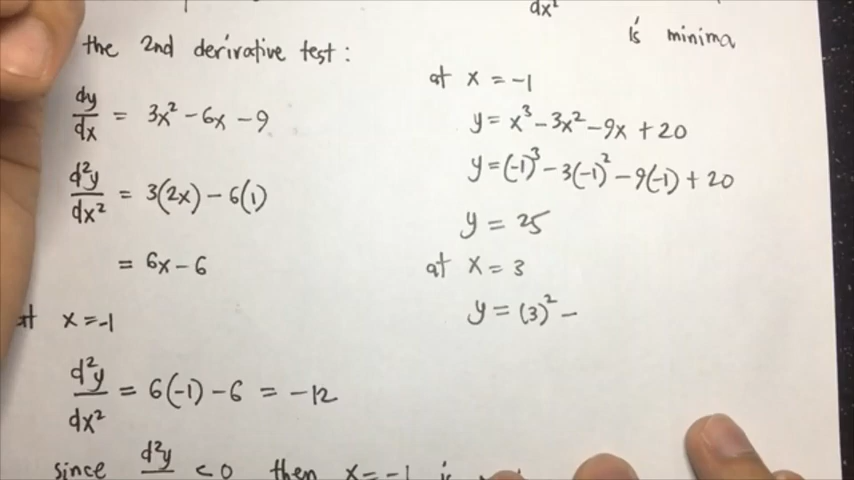 the 2nd derivative test:
dy/dx = 3x² - 6x - 9
d²y/dx² = 3(2x) - 6(1)
= 6x - 6
at x = -1
d²y/dx² = 6(-1) - 6 = -12
since d²y/ < 0 then x = -1 is
dx²
is minima
at x = -1
y = x³ - 3x² - 9x + 20
y = (-1)³ - 3(-1)² - 9(-1) + 20
y = 25
at x = 3
y = (3)² -